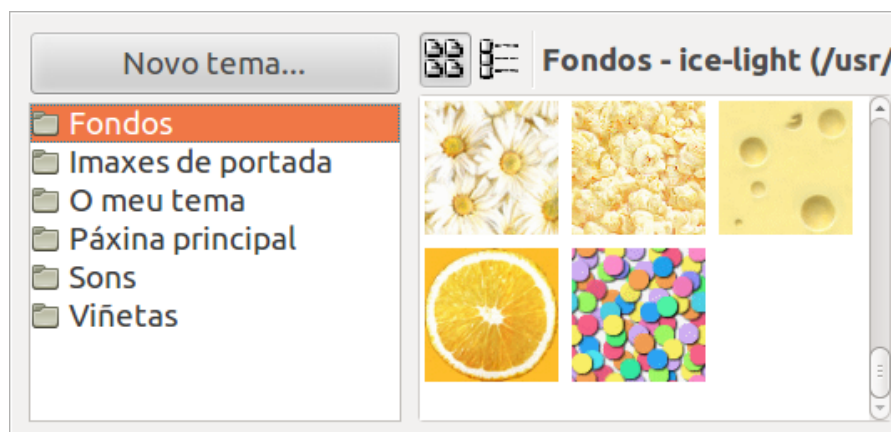 Novo tema...
Fondos - ice-light (/usr/
Fondos
Imaxes de portada
O meu tema
Páxina principal
Sons
Viñetas